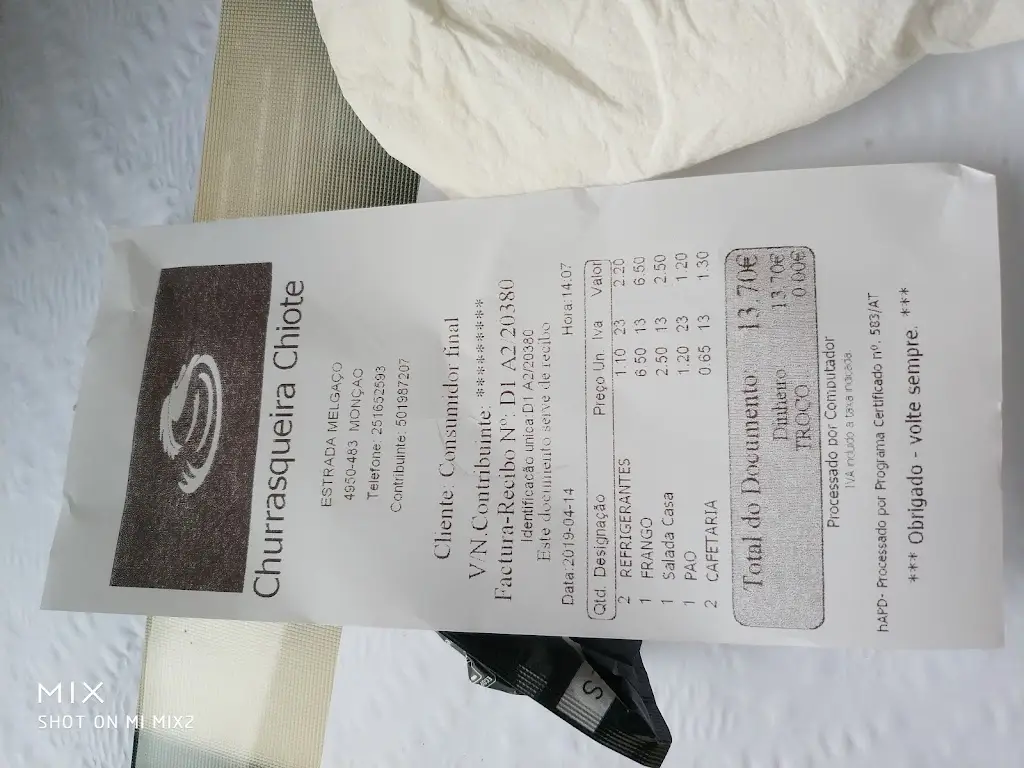 Churrasqueira Chiote
ESTRADA MELGAÇO
4950-483 MONÇAO
Telefone: 251652593
Contribuinte: 501987207
Cliente: Consumidor final
V/N.Contribuinte: *********
Factura-Recibo Nº: D1 A2/20380
Identificação unica D1 A2/20380
Este documento serve de recibo
Data:2019-04-14 Hora:14:07
Qtd. Designação Preço Un. Iva Valor
2 REFRIGERANTES 1.10 23 2.20
1 FRANGO 6.50 13 6.50
1 Salada Casa 2.50 13 2.50
1 PAO 1.20 23 1.20
2 CAFETARIA 0.65 13 1.30
Total do Documento: 13.70€
Dinheiro 13.70€
TROCO 0.00€
Processado por Computador
IVA incluido à taxa indicada.
hAPD- Processado por Programa Certificado nº. 583/AT
*** Obrigado - volte sempre. ***
MIX
SHOT ON MI MIX2